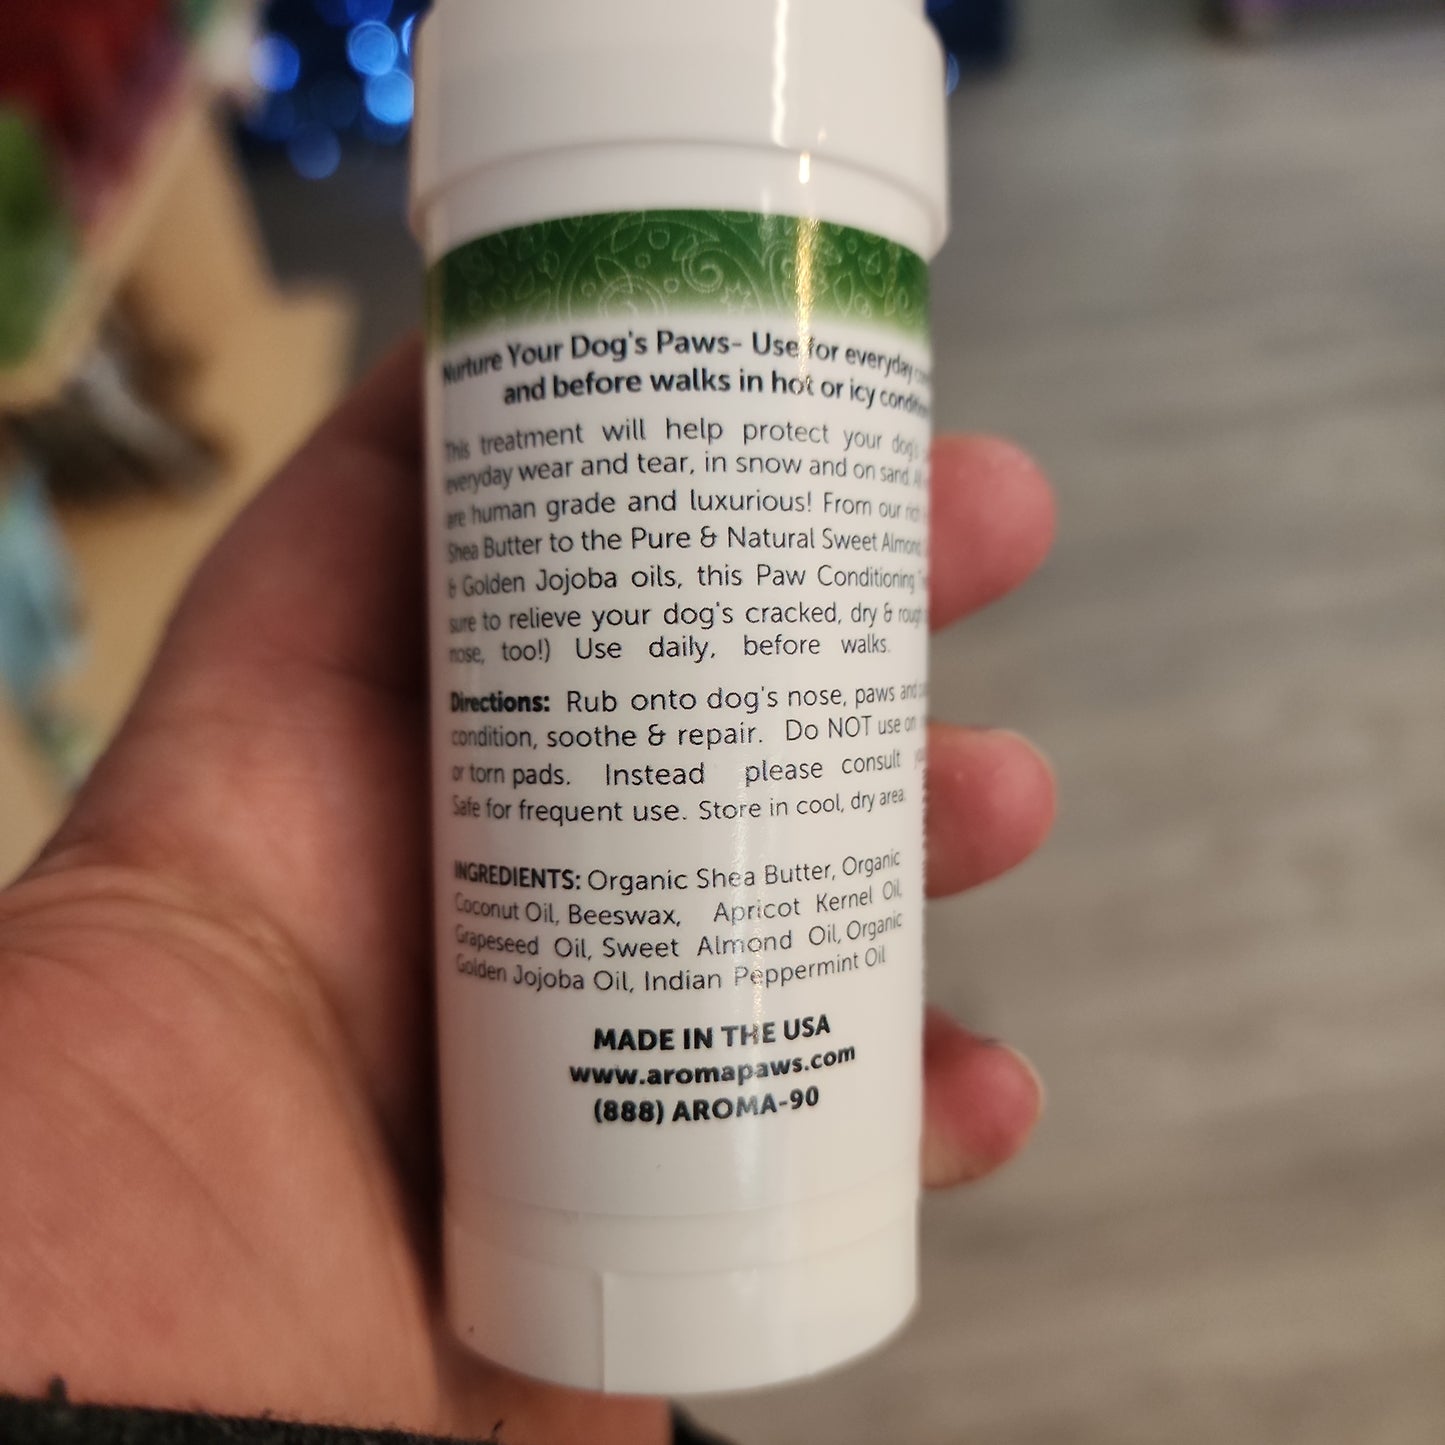 Nurture Your Dog's Paws- Use for everyday
and before walks in hot or icy
This treatment will help protect your dog's
everyday wear and tear, in snow and on sand.
are human grade and luxurious! From our
Shea Butter to the Pure & Natural Sweet Almond
& Golden Jojoba oils, this Paw Conditioning
sure to relieve your dog's cracked, dry & rough
nose, too!) Use daily, before walks.
Directions: Rub onto dog's nose, paws and
condition, soothe & repair. Do NOT use on
or torn pads. Instead please consult
Safe for frequent use. Store in cool, dry area.
INGREDIENTS: Organic Shea Butter, Organic
Coconut Oil, Beeswax, Apricot Kernel Oil,
Grapeseed Oil, Sweet Almond Oil, Organic
Golden Jojoba Oil, Indian Peppermint Oil
MADE IN THE USA
www.aromapaws.com
(888) AROMA-90